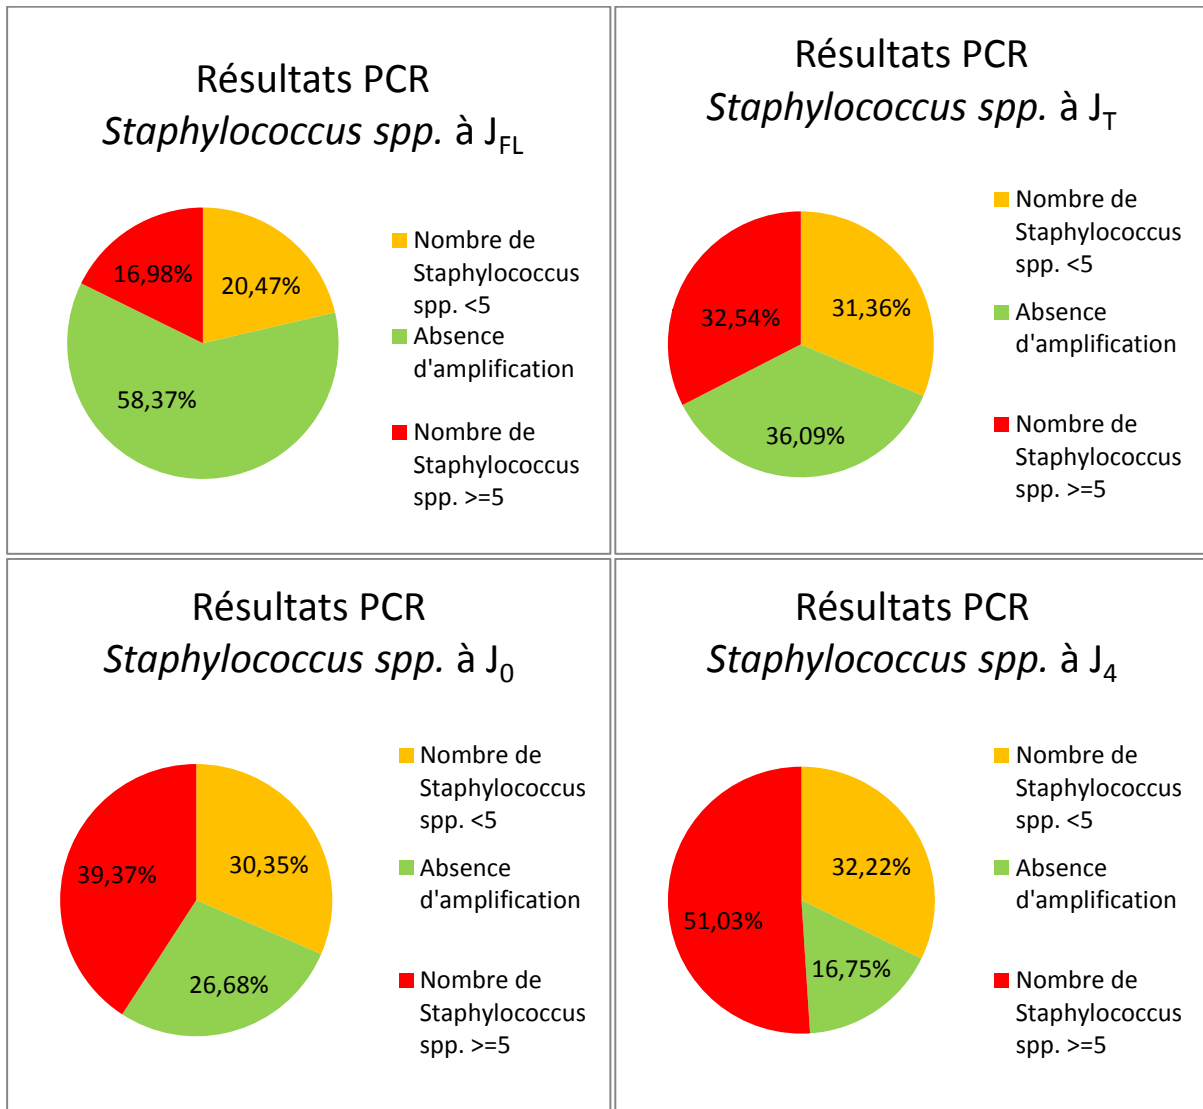 Résultats PCR
Staphylococcus spp. à J_FL
16,98%
20,47%
58,37%
Nombre de
Staphylococcus
spp. <5
Absence
d'amplification
Nombre de
Staphylococcus
spp. >=5
Résultats PCR
Staphylococcus spp. à J_T
32,54%
31,36%
36,09%
Nombre de
Staphylococcus
spp. <5
Absence
d'amplification
Nombre de
Staphylococcus
spp. >=5
Résultats PCR
Staphylococcus spp. à J_0
39,37%
30,35%
26,68%
Nombre de
Staphylococcus
spp. <5
Absence
d'amplification
Nombre de
Staphylococcus
spp. >=5
Résultats PCR
Staphylococcus spp. à J_4
51,03%
32,22%
16,75%
Nombre de
Staphylococcus
spp. <5
Absence
d'amplification
Nombre de
Staphylococcus
spp. >=5